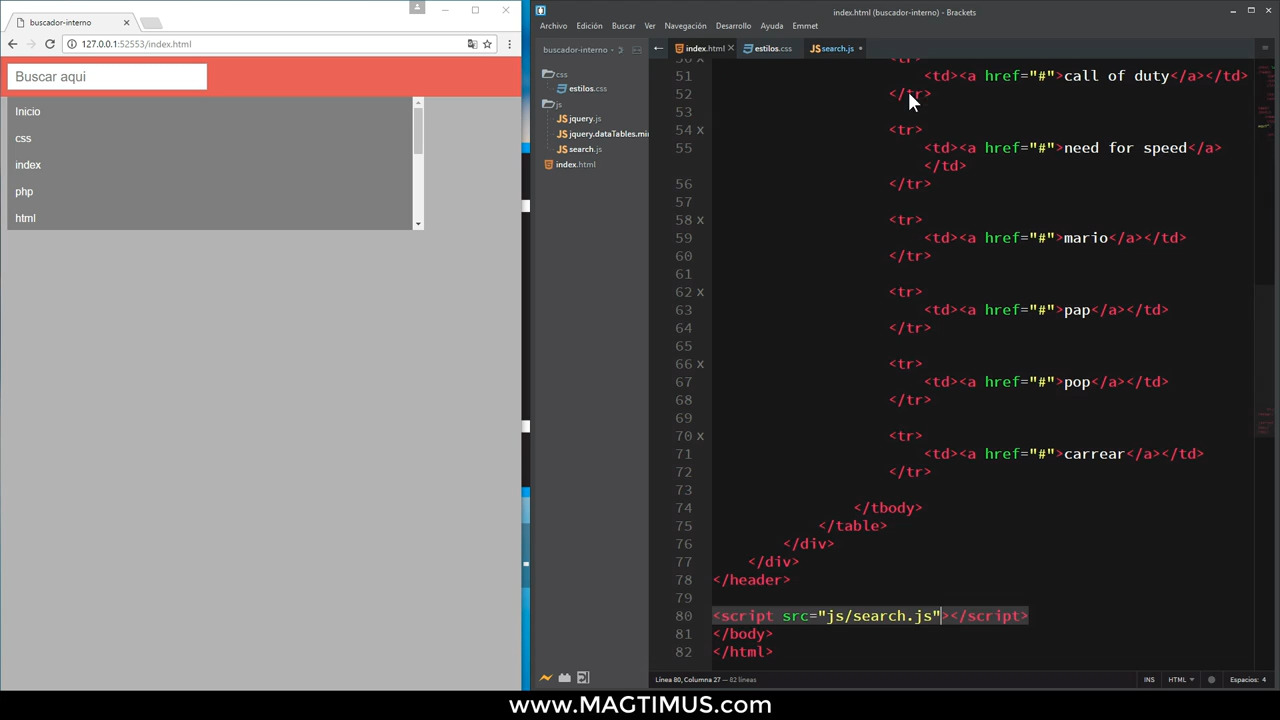 buscador-interno
127.0.0.1:52553/index.html
Buscar aqui
Inicio
css
index
php
html
index.html (buscador-interno) - Brackets
Archivo Edición Buscar Ver Navegación Desarrollo Ayuda Emmet
buscador-interno
css
estilos.css
js
jquery.js
jquery.dataTables.mi
search.js
index.html
index.html estilos.css search.js
50 <tr>
51 <td><a href="#">call of duty</a></td>
52 </tr>
53
54 <tr>
55 <td><a href="#">need for speed</a>
</td>
56 </tr>
57
58 <tr>
59 <td><a href="#">mario</a></td>
60 </tr>
61
62 <tr>
63 <td><a href="#">pap</a></td>
64 </tr>
65
66 <tr>
67 <td><a href="#">pop</a></td>
68 </tr>
69
70 <tr>
71 <td><a href="#">carrear</a></td>
72 </tr>
73
74 </tbody>
75 </table>
76 </div>
77 </div>
78 </header>
79
80 <script src="js/search.js"></script>
81 </body>
82 </html>
Línea 80, Columna 27 — 82 líneas
INS HTML Espacios: 4
www.MAGTIMUS.com